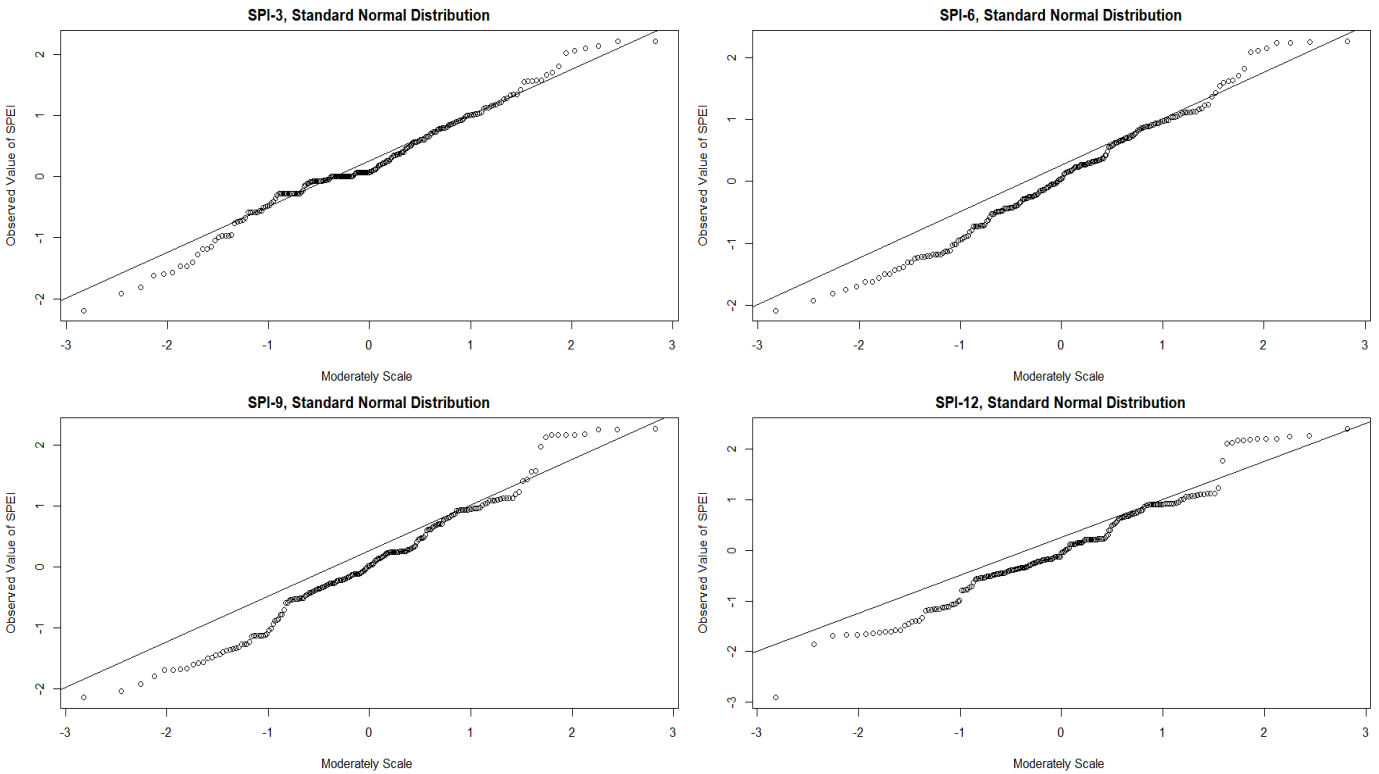 SPI-3, Standard Normal Distribution
Observed Value of SPEI
2
1
0
-1
-2
-3 -2 -1 0 1 2 3
Moderately Scale
SPI-6, Standard Normal Distribution
Observed Value of SPEI
2
1
0
-1
-2
-3 -2 -1 0 1 2 3
Moderately Scale
SPI-9, Standard Normal Distribution
Observed Value of SPEI
2
1
0
-1
-2
-3 -2 -1 0 1 2 3
Moderately Scale
SPI-12, Standard Normal Distribution
Observed Value of SPEI
2
1
0
-1
-2
-3
-3 -2 -1 0 1 2 3
Moderately Scale